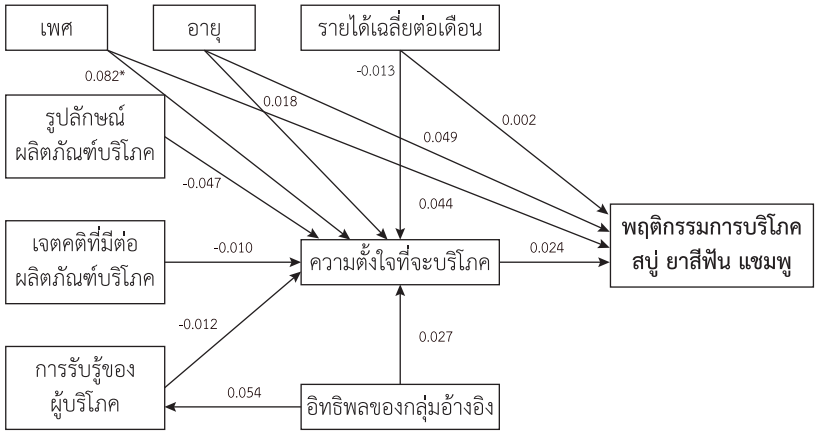 เพศ
อายุ
รายได้เฉลี่ยต่อเดือน
0.082*
-0.013
0.018
รูปลักษณ์
ผลิตภัณฑ์บริโภค
0.002
0.049
-0.047
0.044
เจตคติที่มีต่อ
ผลิตภัณฑ์บริโภค
-0.010
ความตั้งใจที่จะบริโภค
0.024
พฤติกรรมการบริโภค
สบู่ ยาสีฟัน แชมพู
-0.012
0.027
การรับรู้ของ
ผู้บริโภค
0.054
อิทธิพลของกลุ่มอ้างอิง